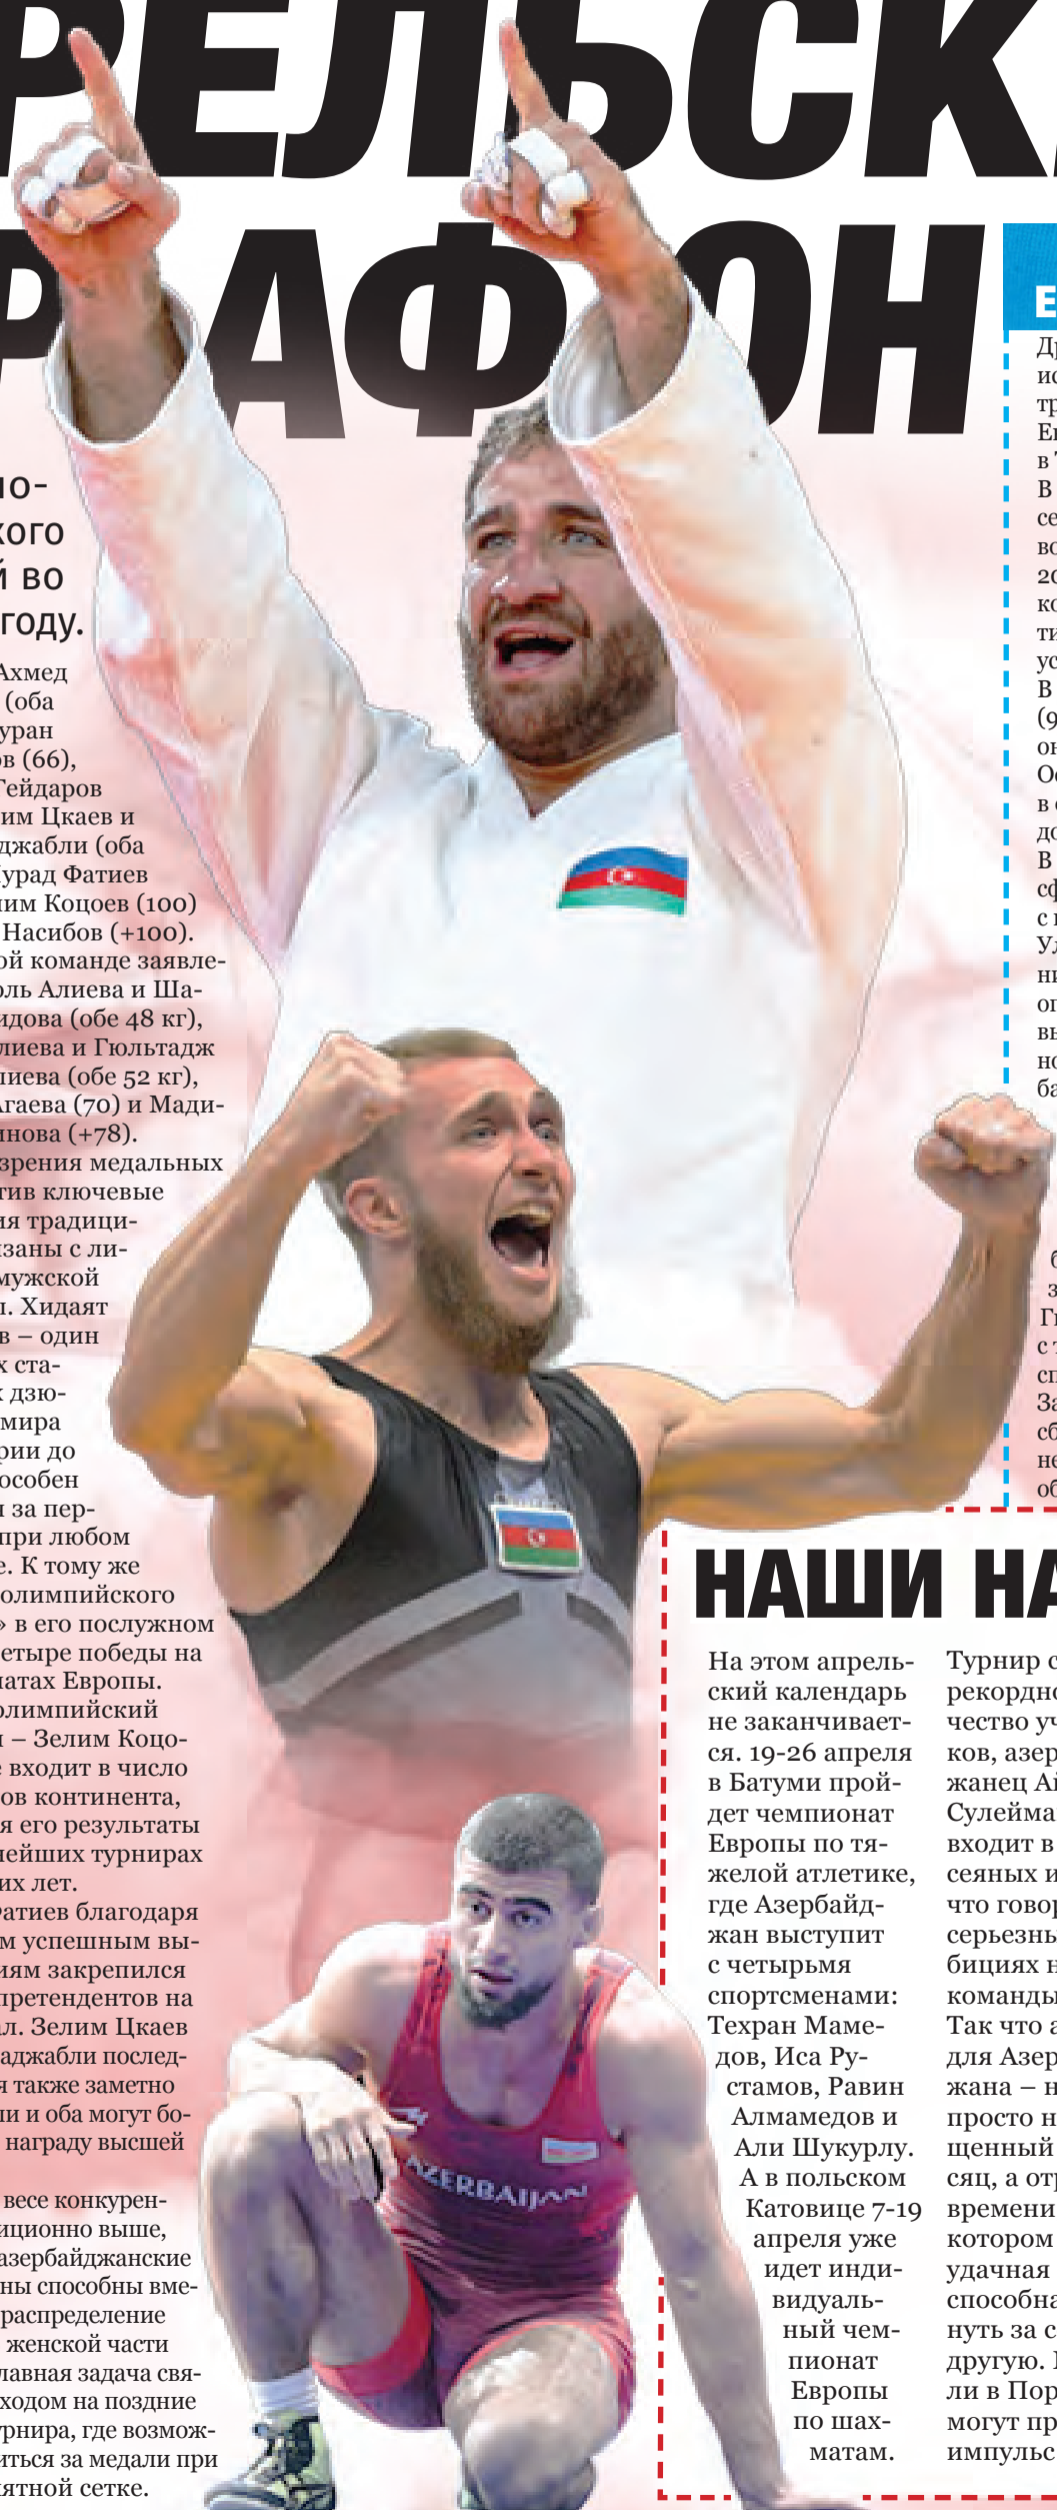 РЕЛЬСК
РАФОН
но-
кого
й во
году.
Ахмед
(оба
уран
ов (66),
Гейдаров
им Цкаев и
джабли (оба
урад Фатиев
им Коцоев (100)
Насибов (+100).
ой команде заявле-
оль Алиева и Ша-
идова (обе 48 кг),
лиева и Гюльтадж
лиева (обе 52 кг),
Агаева (70) и Мади-
инова (+78).
зрения медальных
тив ключевые
ия традици-
язаны с ли-
мужской
ы. Хидаят
в – один
х ста-
х дзю-
мира
рии до
особен
я за пер-
при любом
е. К тому же
олимпийского
» в его послужном
етыре победы на
натах Европы.
олимпийский
н – Зелим Коцо-
е входит в число
ов континента,
я его результаты
нейших турнирах
их лет.
Фатиев благодаря
м успешным вы-
иям закрепился
претендентов на
ал. Зелим Цкаев
аджабли послед-
я также заметно
ли и оба могут бо-
награду высшей
весе конкурен-
иционно выше,
азербайджанские
ны способны вме-
распределение
женской части
лавная задача свя-
ходом на поздние
урнира, где возмож-
иться за медали при
иятной сетке.
AZERBAIJAN
Е
НАШИ НА
На этом апрель-
ский календарь
не заканчивает-
ся. 19-26 апреля
в Батуми прой-
дет чемпионат
Европы по тя-
желой атлетике,
где Азербайд-
жан выступит
с четырьмя
спортсменами:
Техран Маме-
дов, Иса Ру-
стамов, Равин
Алмамедов и
Али Шукурлу.
А в польском
Катовице 7-19
апреля уже
идет инди-
видуаль-
ный чем-
пионат
Европы
по шах-
матам.
Турнир с
рекордно
чество уч
ков, азер
жанец Ай
Сулейма
входит в
сеяных и
что говор
серьезны
бициях н
команды
Так что а
для Азер
жана – н
просто н
щенный
сяц, а отр
времени
котором
удачная
способна
нуть за с
другую.
ли в Пор
могут пр
импульс